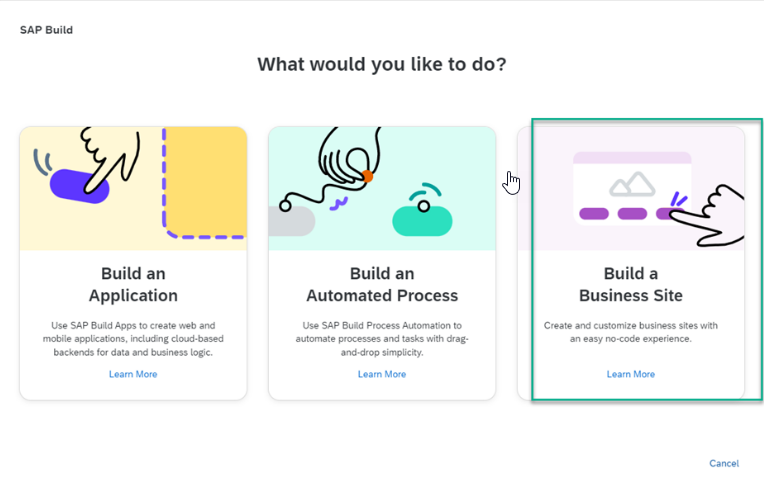 SAP Build
What would you like to do?
Build an
Application
Use SAP Build Apps to create web and
mobile applications, including cloud-based
backends for data and business logic.
Learn More
Build an
Automated Process
Use SAP Build Process Automation to
automate processes and tasks with drag-
and-drop simplicity.
Learn More
Build a
Business Site
Create and customize business sites with
an easy no-code experience.
Learn More
Cancel